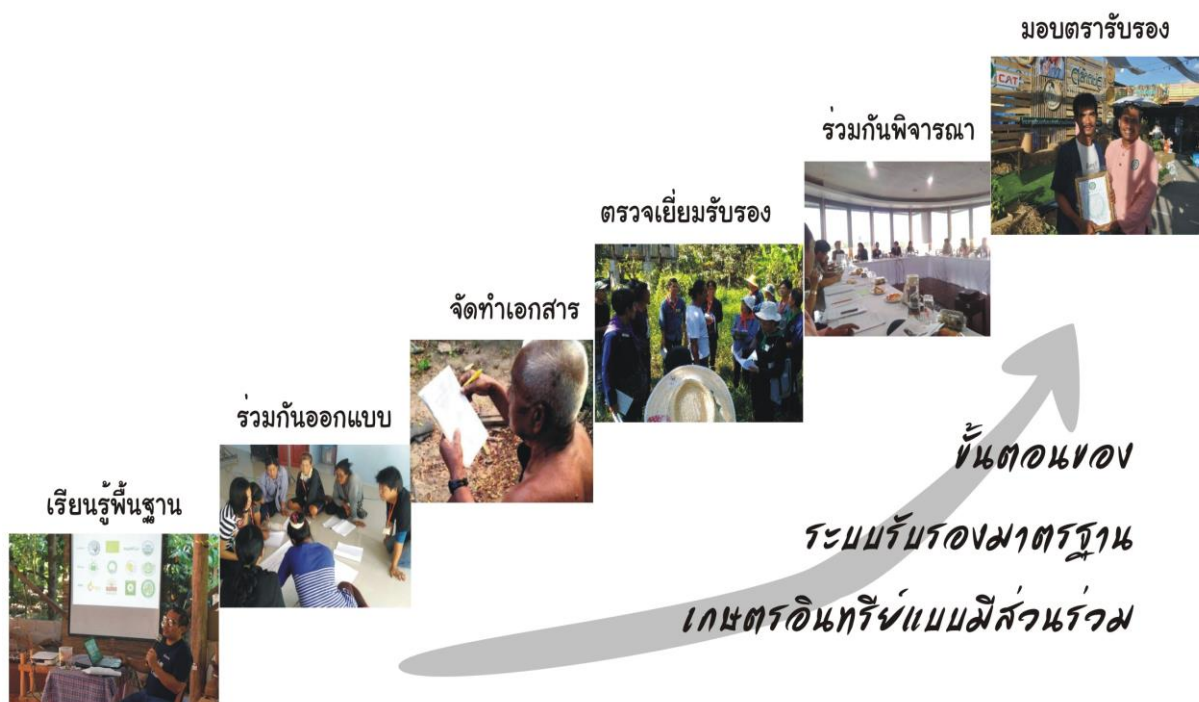 มอบตรารับรอง
ร่วมกันพิจารณา
ตรวจเยี่ยมรับรอง
จัดทำเอกสาร
ร่วมกันออกแบบ
เรียนรู้พื้นฐาน
CAT
ขั้นตอนของ
ระบบรับรองมาตรฐาน
เกษตรอินทรีย์แบบมีส่วนร่วม